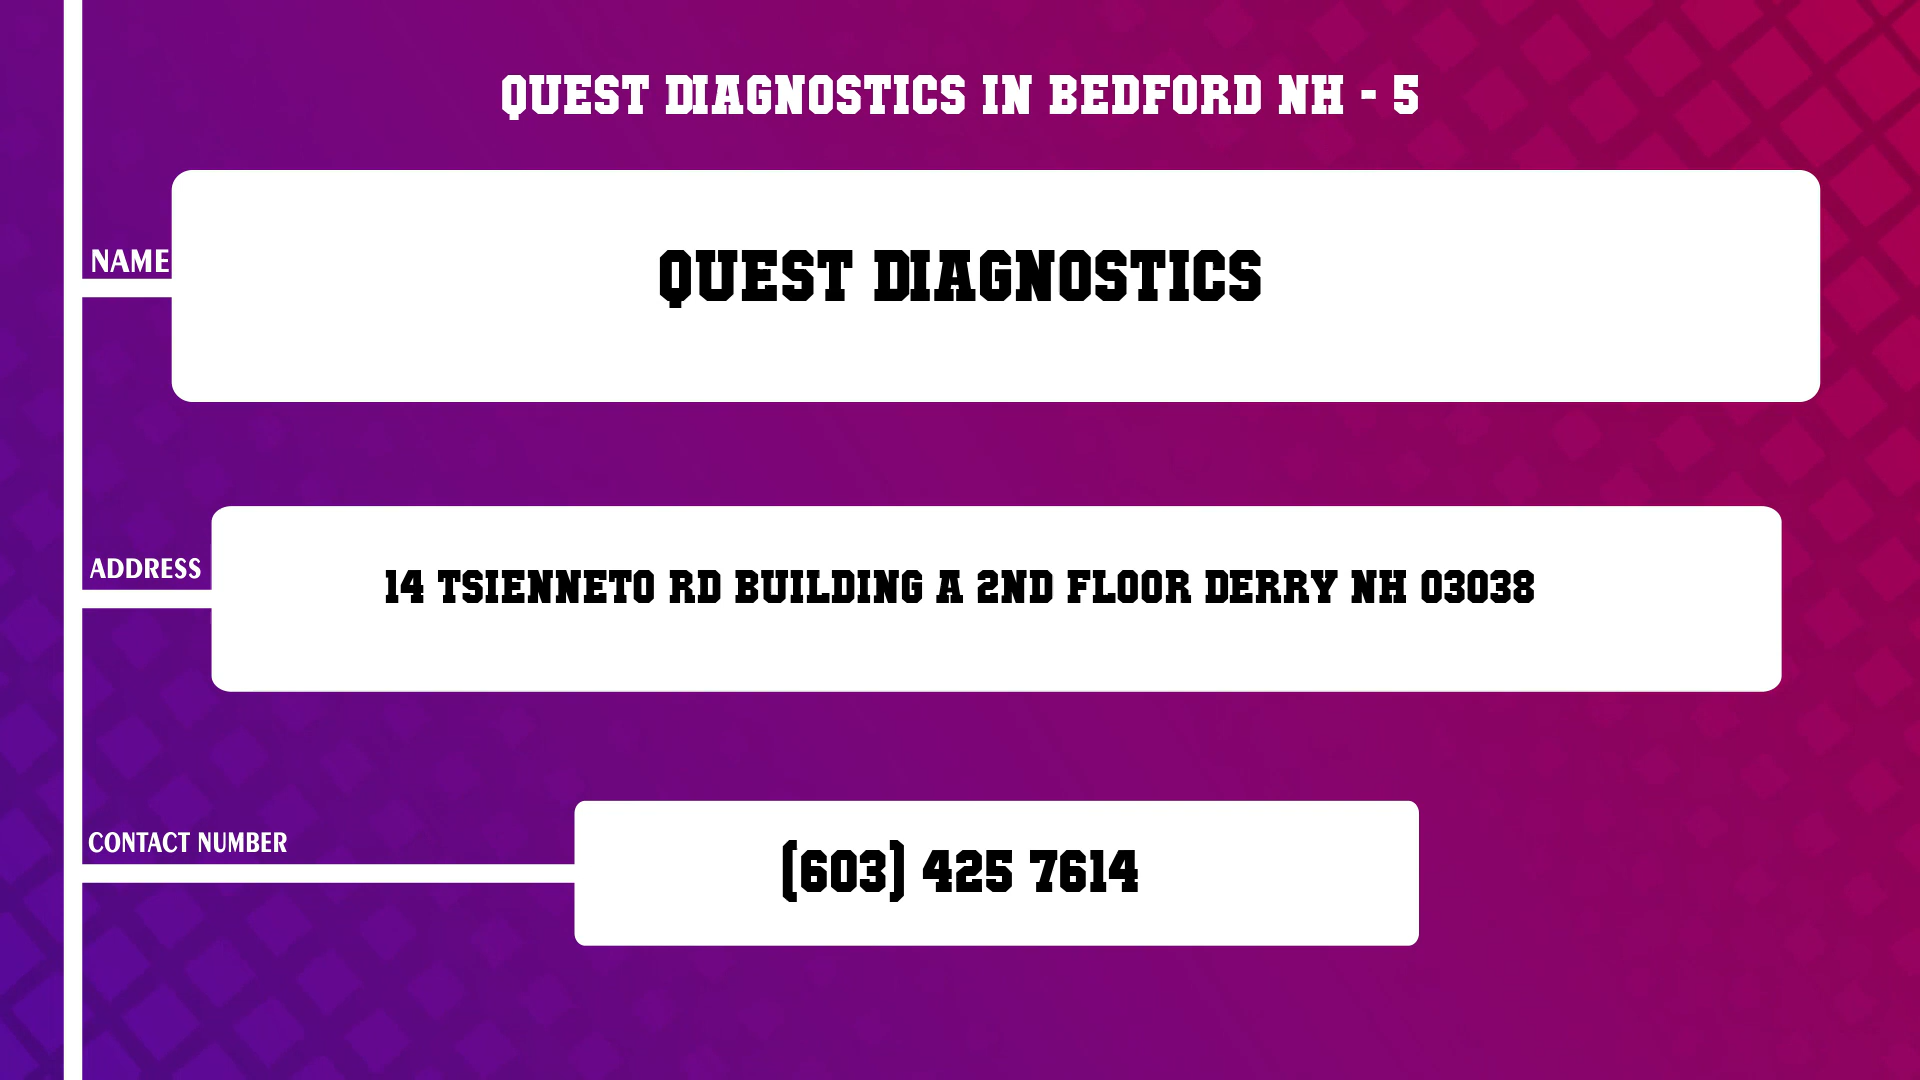 QUEST DIAGNOSTICS IN BEDFORD NH - 5
NAME
QUEST DIAGNOSTICS
ADDRESS
14 TSIENNETO RD BUILDING A 2ND FLOOR DERRY NH 03038
CONTACT NUMBER
(603) 425 7614